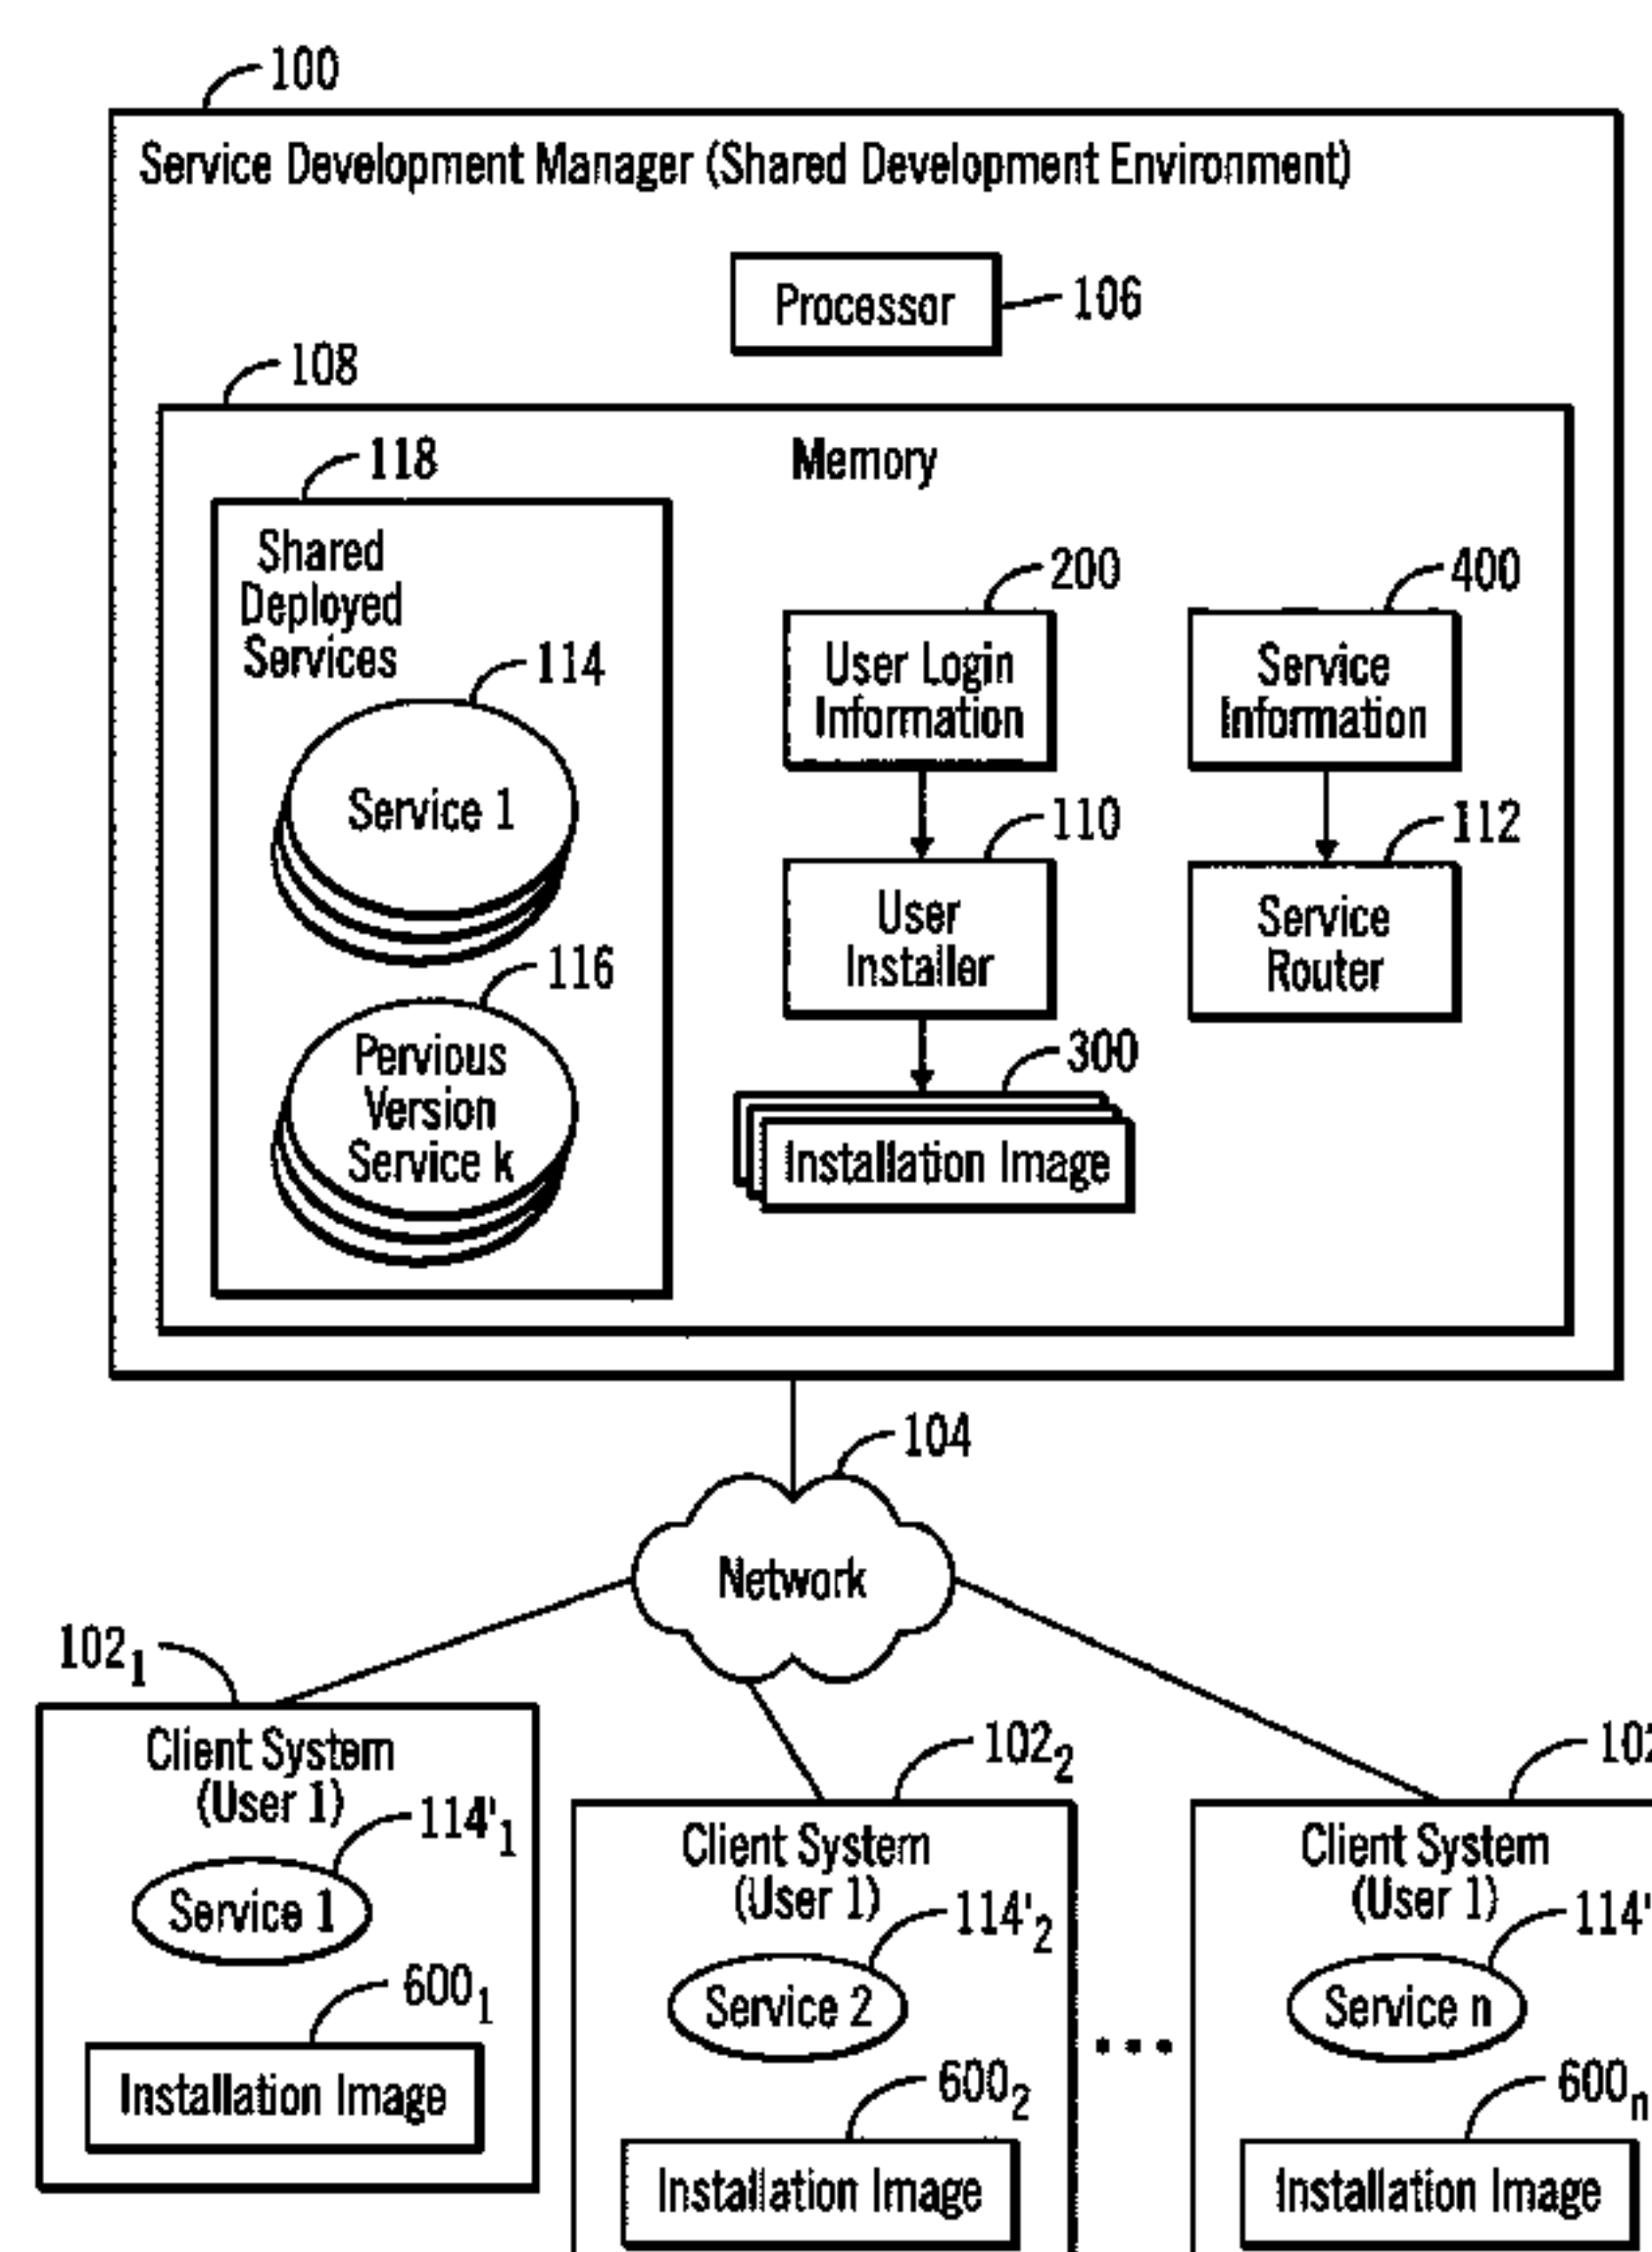 100
Service Development Manager (Shared Development Environment)
Processor
106
108
Memory
118
Shared
Deployed
Services
114
Service 1
116
Pervious
Version
Service k
200
User Login
Information
110
User
Installer
300
Installation Image
400
Service
Information
112
Service
Router
104
Network
102₁
Client System
(User 1)
114'₁
Service 1
600₁
Installation Image
102₂
Client System
(User 1)
114'₂
Service 2
600₂
Installation Image
...
102
Client System
(User 1)
114'
Service n
600ₙ
Installation Image